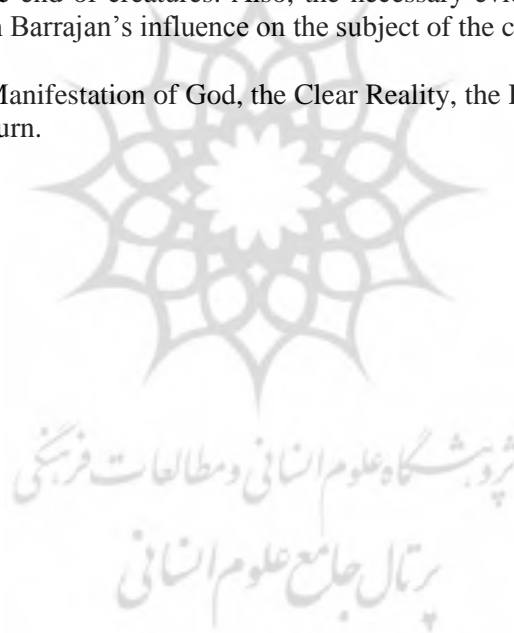 e end of creatures. Also, the necessary evi
n Barrajan's influence on the subject of the c
Manifestation of God, the Clear Reality, the
urn.
پژوهشگاه علوم انسانی و مطالعات فرهنگی
پرتال جامع علوم انسانی